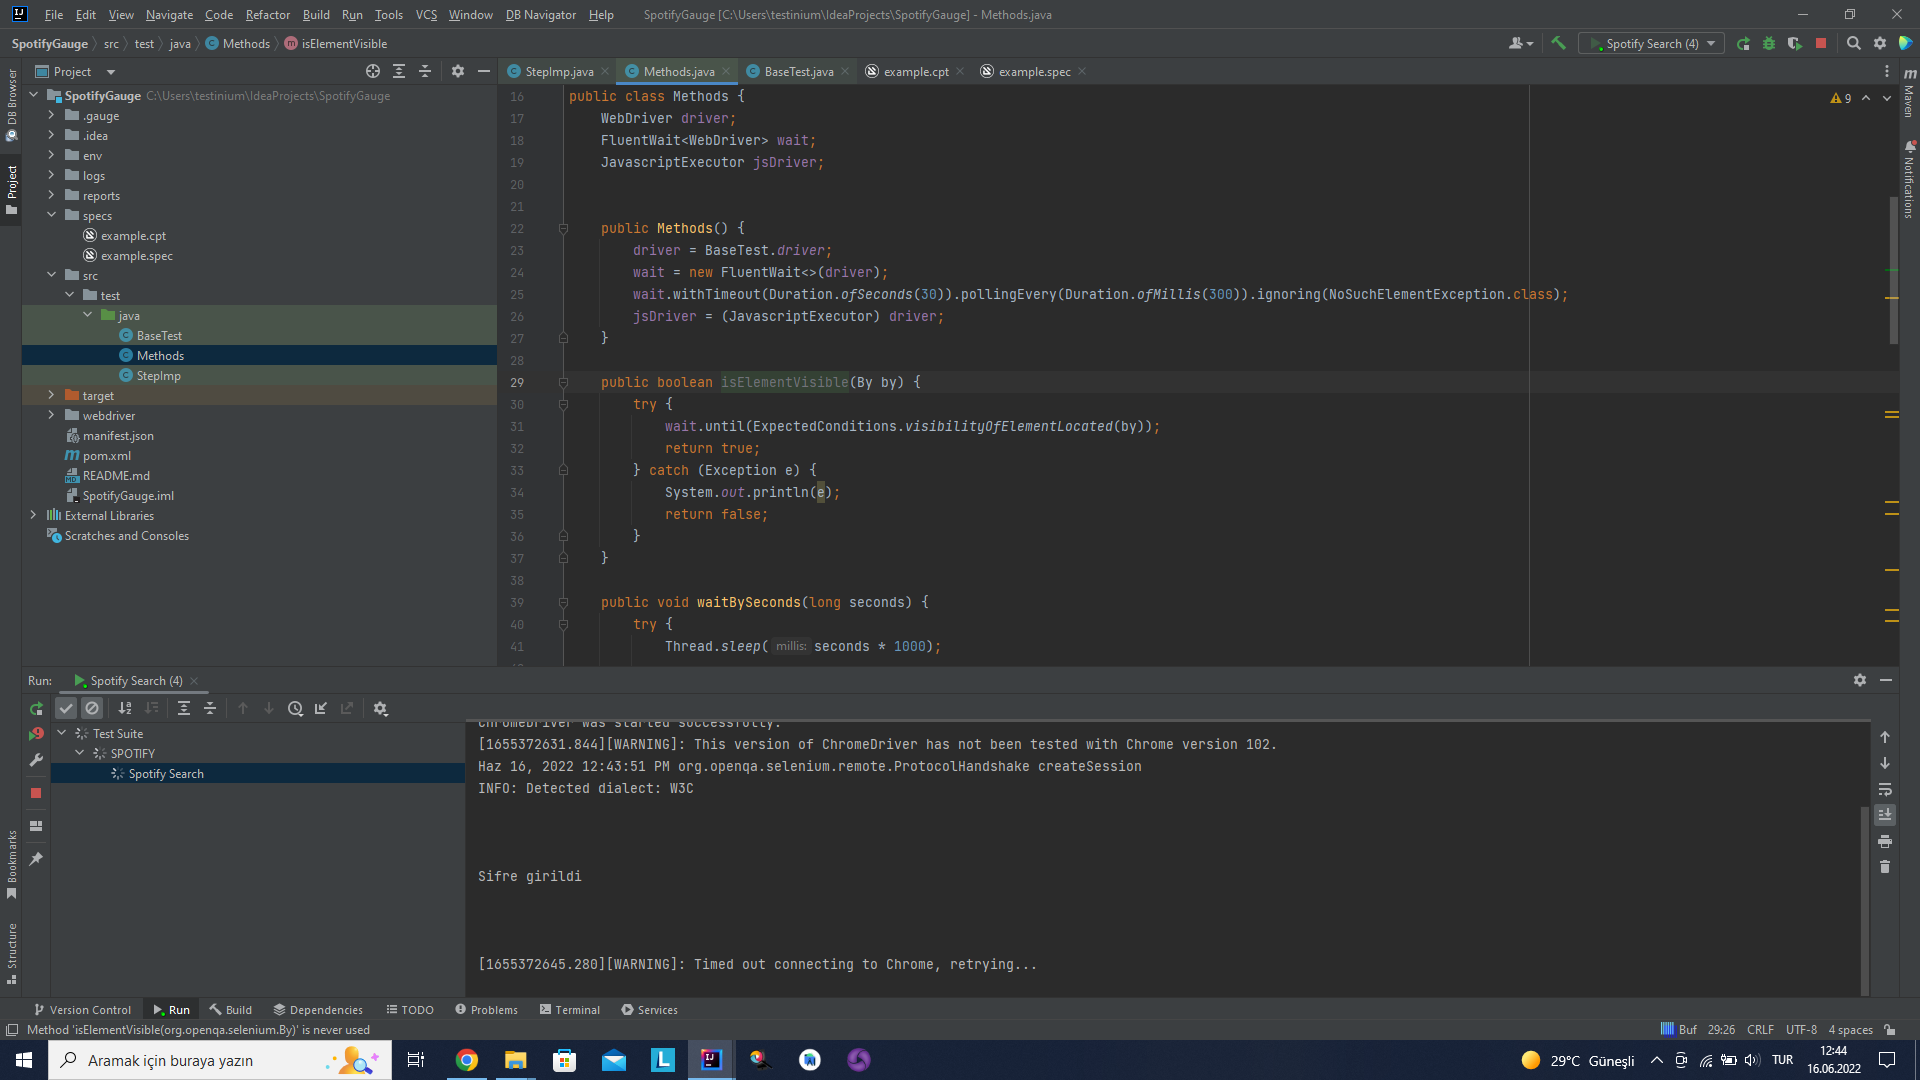 File Edit View Navigate Code Refactor Build Run Tools VCS Window DB Navigator Help SpotifyGauge [C:\Users\testinium\IdeaProjects\SpotifyGauge] - Methods.java
SpotifyGauge src test java Methods isElementVisible Spotify Search (4)
Project
StepImp.java Methods.java BaseTest.java example.cpt example.spec
DB Browser
Project
Bookmarks
Structure
Maven
Notifications
SpotifyGauge C:\Users\testinium\IdeaProjects\SpotifyGauge
.gauge
.idea
env
logs
reports
specs
example.cpt
example.spec
src
test
java
BaseTest
Methods
StepImp
target
webdriver
manifest.json
pom.xml
README.md
SpotifyGauge.iml
External Libraries
Scratches and Consoles
9
16 public class Methods {
17 WebDriver driver;
18 FluentWait<WebDriver> wait;
19 JavascriptExecutor jsDriver;
20
21
22 public Methods() {
23 driver = BaseTest.driver;
24 wait = new FluentWait<>(driver);
25 wait.withTimeout(Duration.ofSeconds(30)).pollingEvery(Duration.ofMillis(300)).ignoring(NoSuchElementException.class);
26 jsDriver = (JavascriptExecutor) driver;
27 }
28
29 public boolean isElementVisible(By by) {
30 try {
31 wait.until(ExpectedConditions.visibilityOfElementLocated(by));
32 return true;
33 } catch (Exception e) {
34 System.out.println(e);
35 return false;
36 }
37 }
38
39 public void waitBySeconds(long seconds) {
40 try {
41 Thread.sleep( millis: seconds * 1000);
Run: Spotify Search (4)
Test Suite
SPOTIFY
Spotify Search
ChromeDriver was started successfully.
[1655372631.844][WARNING]: This version of ChromeDriver has not been tested with Chrome version 102.
Haz 16, 2022 12:43:51 PM org.openqa.selenium.remote.ProtocolHandshake createSession
INFO: Detected dialect: W3C
Sifre girildi
[1655372645.280][WARNING]: Timed out connecting to Chrome, retrying...
Version Control Run Build Dependencies TODO Problems Terminal Services
Method 'isElementVisible(org.openqa.selenium.By)' is never used Buf 29:26 CRLF UTF-8 4 spaces
Aramak için buraya yazın 29°C Güneşli TUR 12:44
16.06.2022